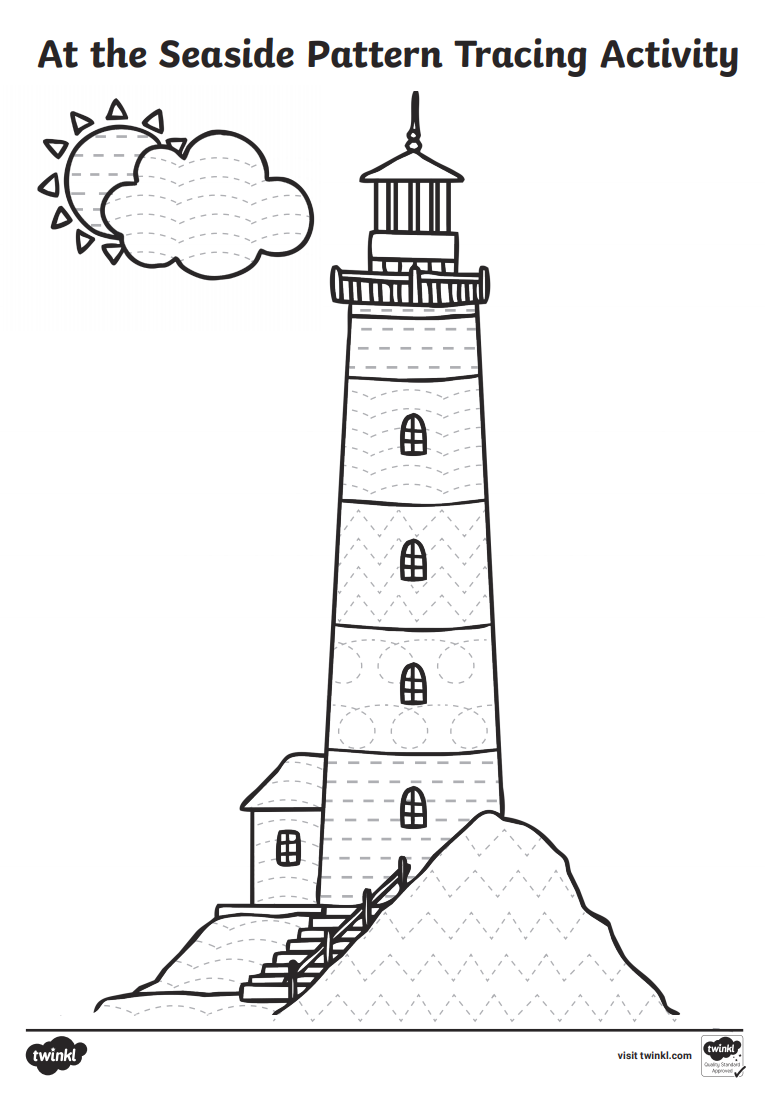 At the Seaside Pattern Tracing Activity
twinkl
visit twinkl.com
twinkl
Quality Standard
Approved